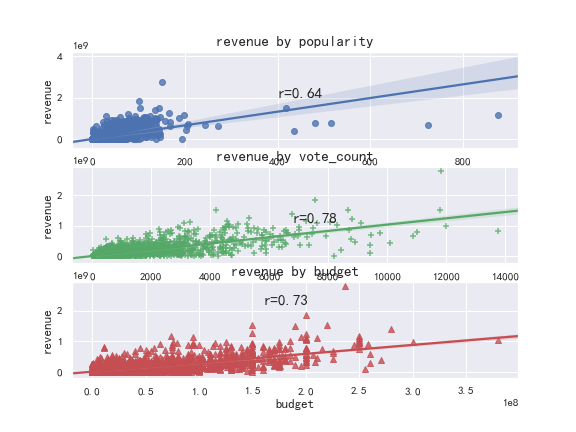 revenue by popularity
1e9
4
2
0
revenue
r=0.64
0 200 400 600 800
revenue by vote_count
1e9
2
1
0
revenue
r=0.78
0 2000 4000 6000 8000 10000 12000 14000
revenue by budget
1e9
2
1
0
revenue
r=0.73
0.0 0.5 1.0 1.5 2.0 2.5 3.0 3.5
budget
1e8